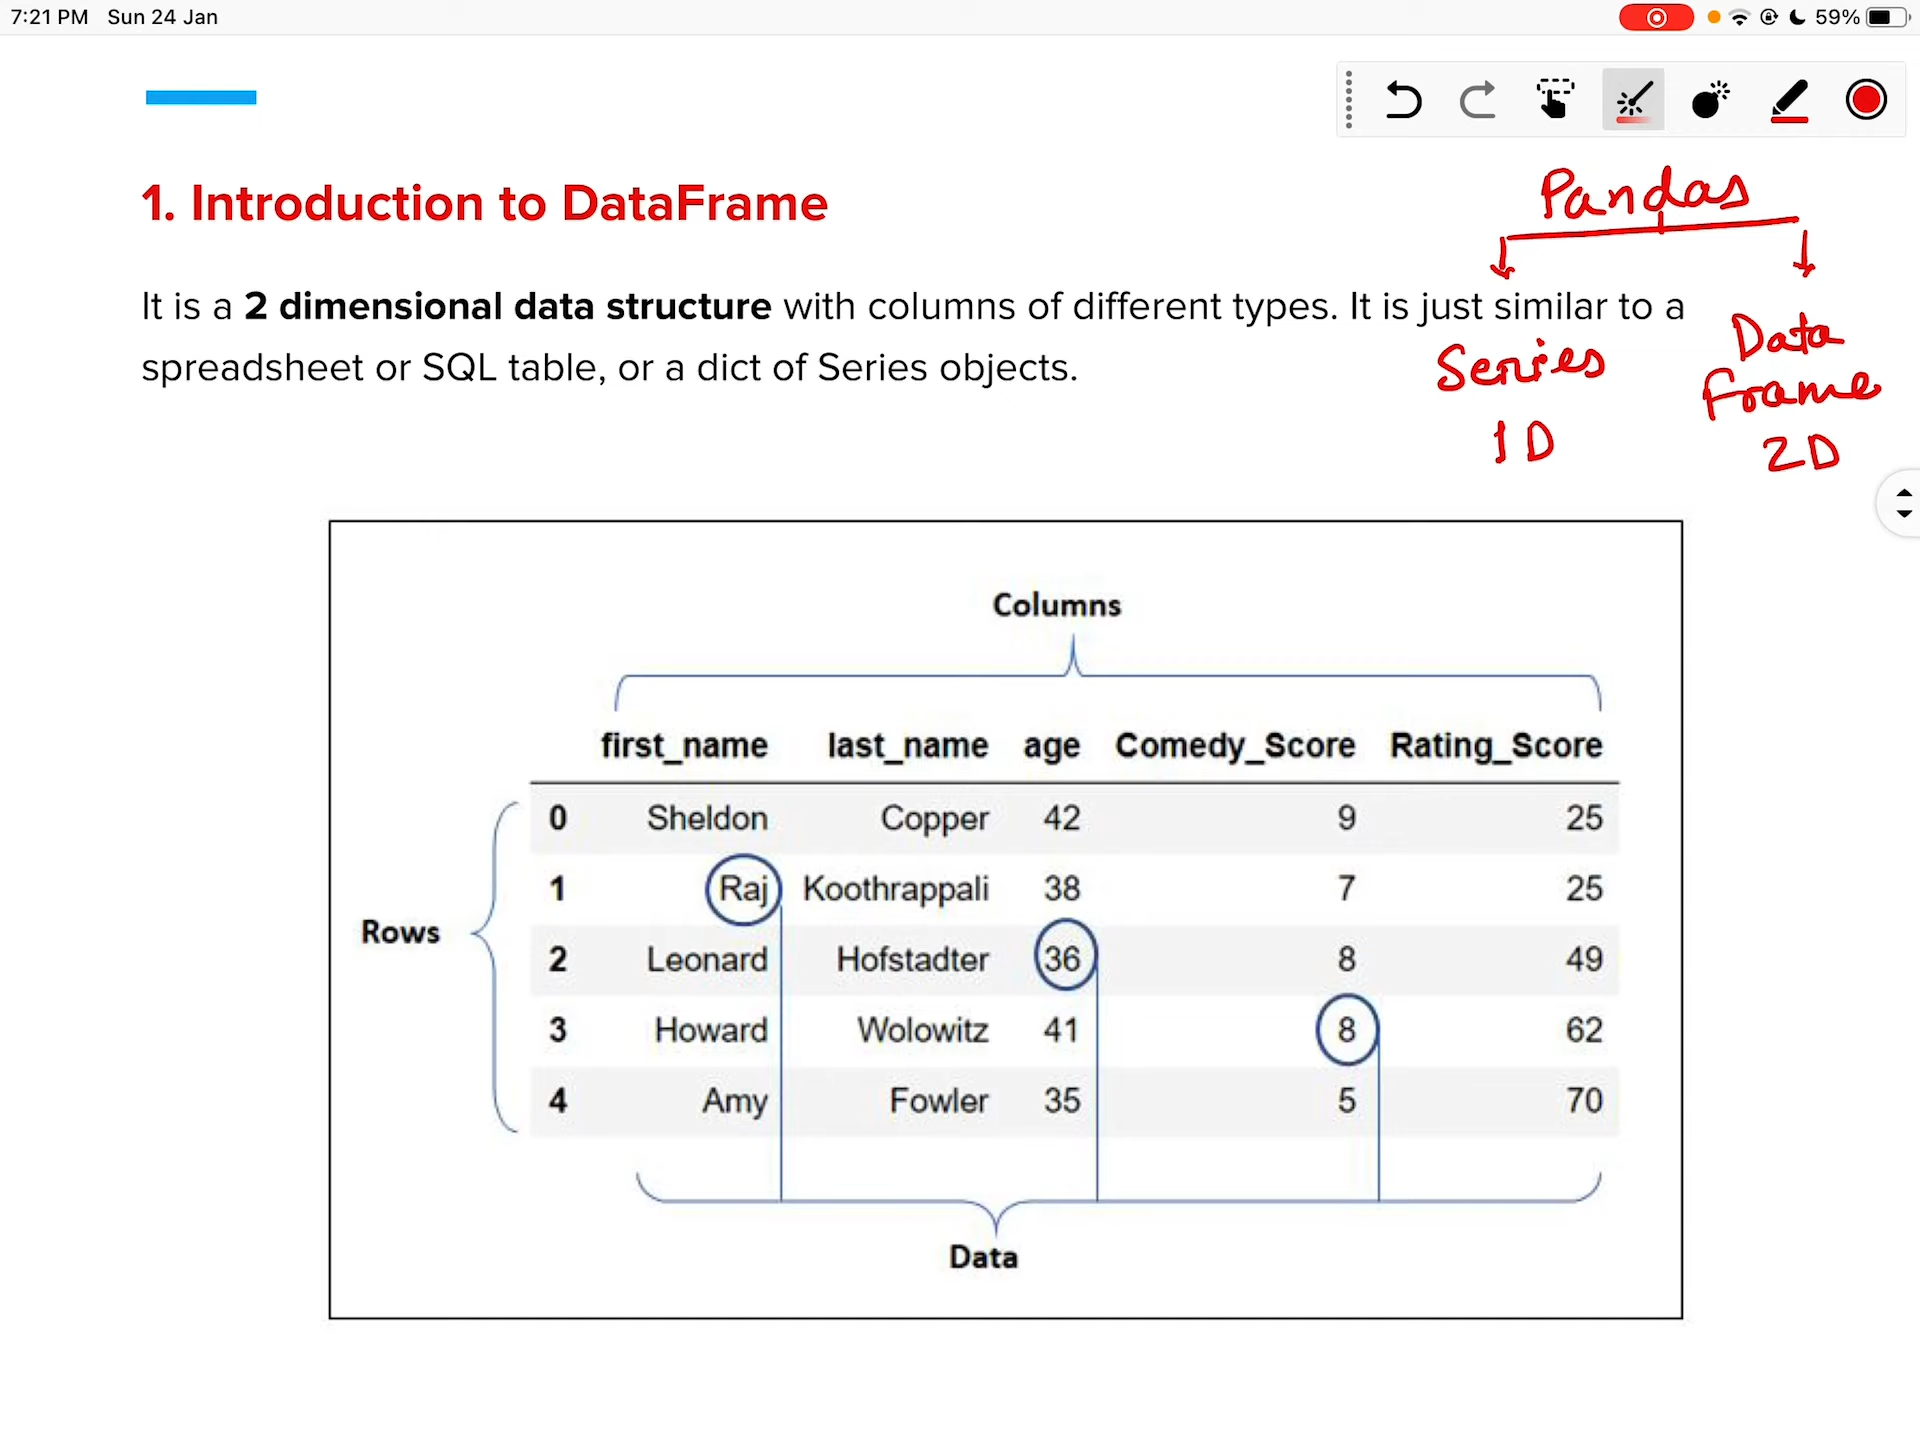 7:21 PM Sun 24 Jan 59%
1. Introduction to DataFrame
Pandas
It is a 2 dimensional data structure with columns of different types. It is just similar to a
spreadsheet or SQL table, or a dict of Series objects.
Series
1D
Data
Frame
2D
Columns
first_name last_name age Comedy_Score Rating_Score
0 Sheldon Copper 42 9 25
1 Raj Koothrappali 38 7 25
Rows
2 Leonard Hofstadter 36 8 49
3 Howard Wolowitz 41 8 62
4 Amy Fowler 35 5 70
Data